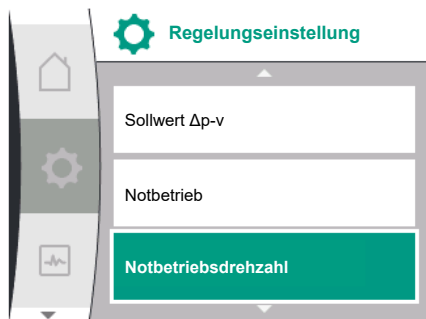 Regelungseinstellung
Sollwert Δp-v
Notbetrieb
Notbetriebsdrehzahl